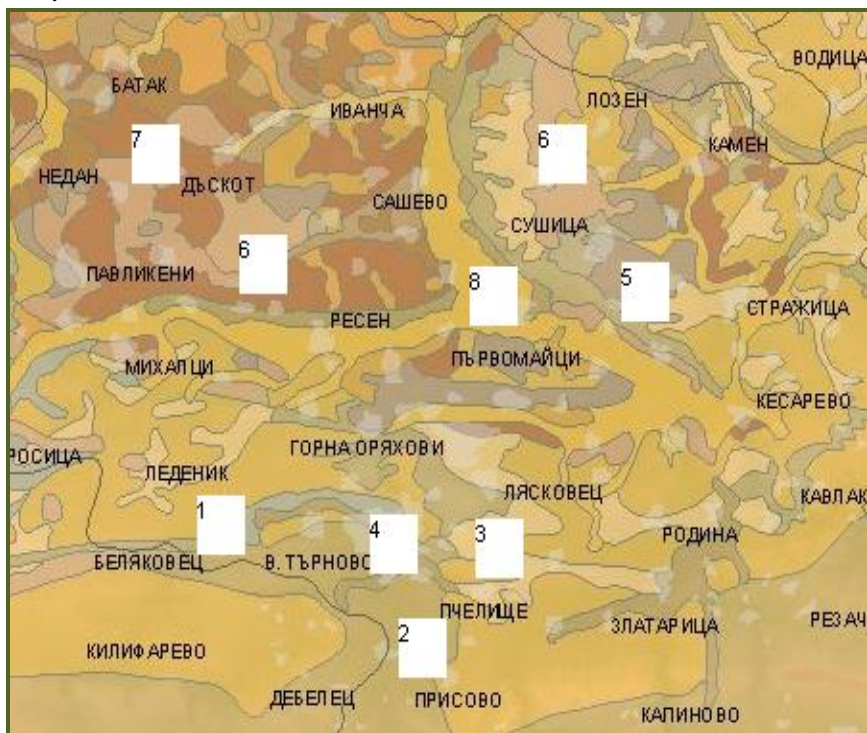 ВОДИЦА
БАТАК
ЛОЗЕН
ИВАНЧА
7
6
КАМЕН
НЕДАН
ДЪСКОТ
САШЕВО
СУШИЦА
6
ПАВЛИКЕНИ
8
5
РЕСЕН
СТРАЖИЦА
МИХАЛЦИ
ПЪРВОМАЙЦИ
КЕСАРЕВО
ГОРНА ОРЯХОВИ
РОСИЦА
ЛЕДЕНИК
ЛЯСКОВЕЦ
КАВЛАК
1
4
3
РОДИНА
БЕЛЯКОВЕЦ
В. ТЪРНОВО
ПЧЕЛИЩЕ
ЗЛАТАРИЦА
РЕЗАЧ
2
КИЛИФАРЕВО
ДЕБЕЛЕЦ
ПРИСОВО
КАПИНОВО